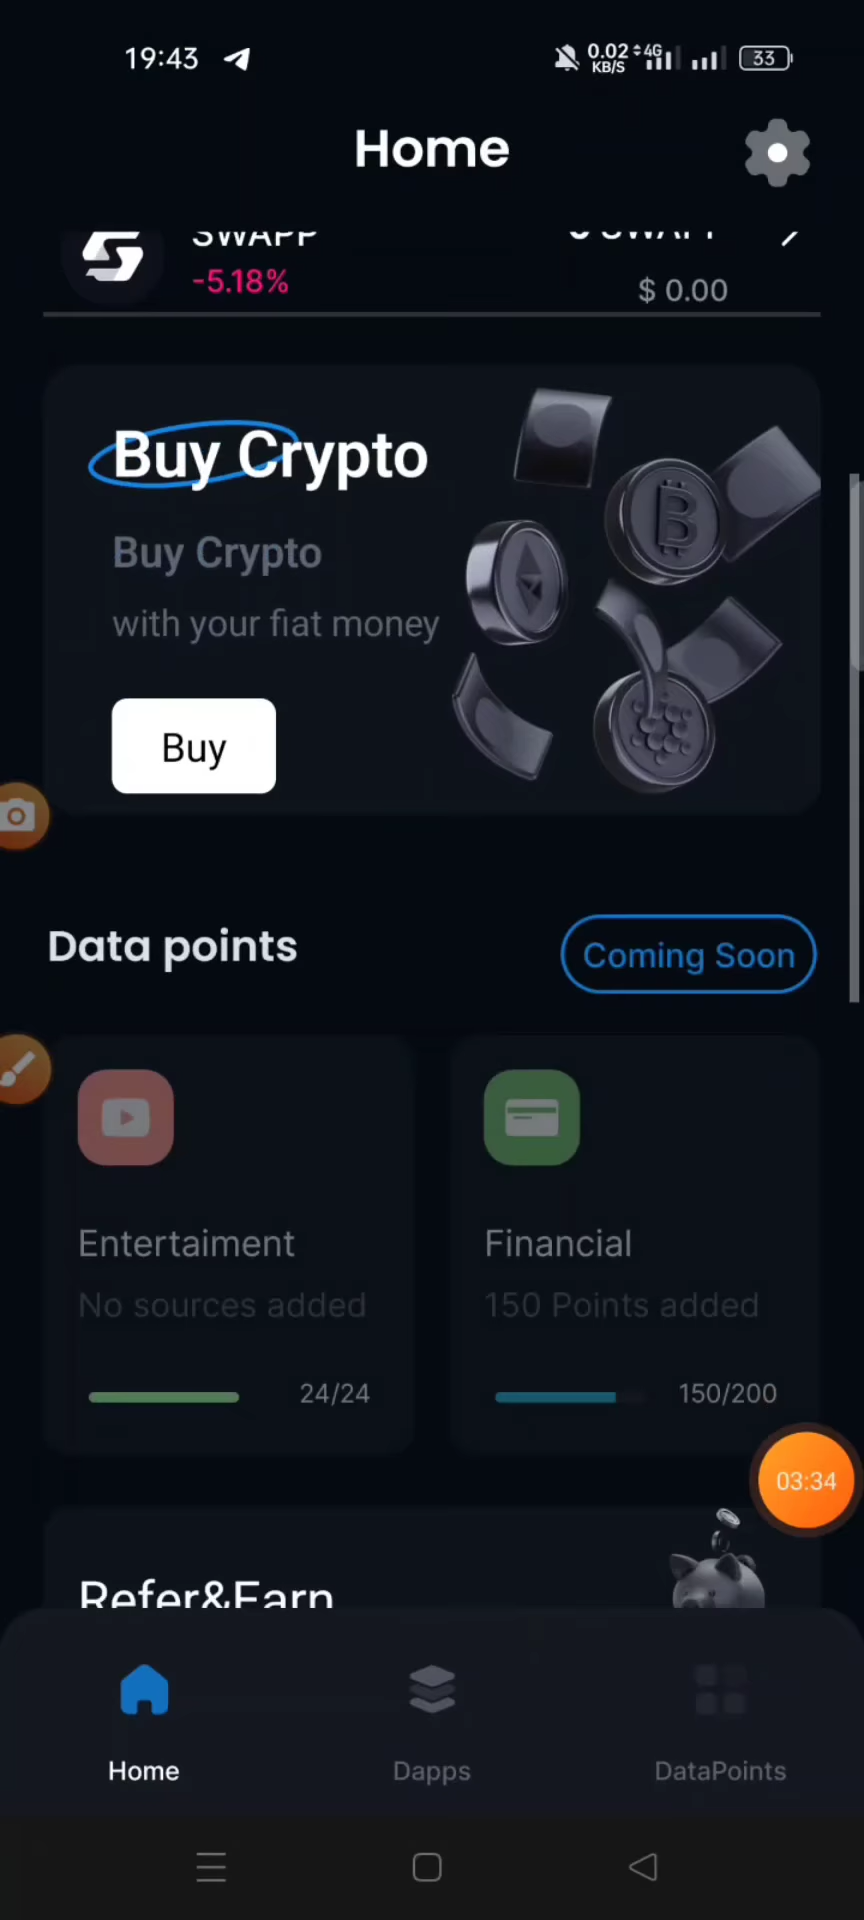 19:43
0.02 KB/S 4G 33
Home
SWAPP
-5.18%
$ 0.00
Buy Crypto
Buy Crypto
with your fiat money
Buy
Data points
Coming Soon
Entertaiment
Financial
No sources added
150 Points added
24/24
150/200
03:34
Refer&Earn
Home
Dapps
DataPoints